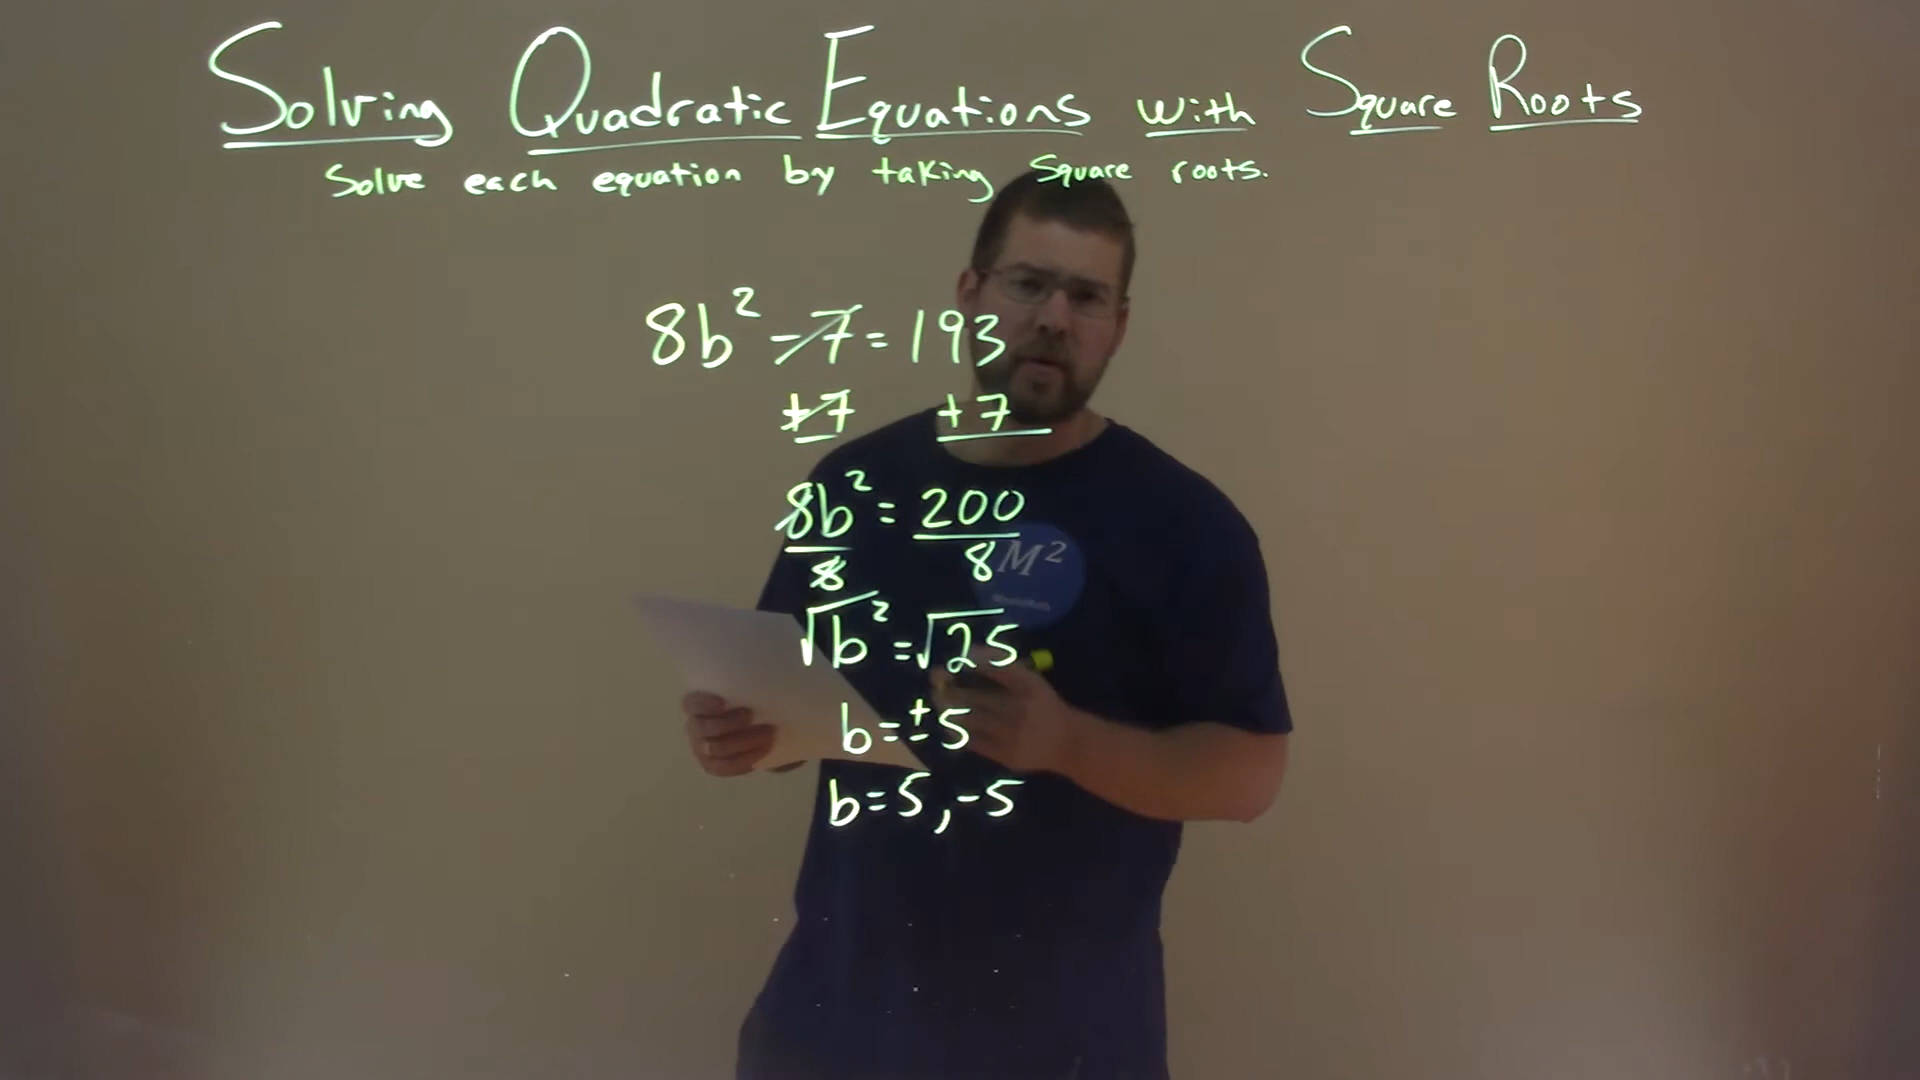 Solving Quadratic Equations with Square Roots
Solve each equation by taking Square roots.
8b² - 7 = 193
+7 +7
8b² = 200
8 8
M²
√b² = √25
b = ± 5
b = 5, -5